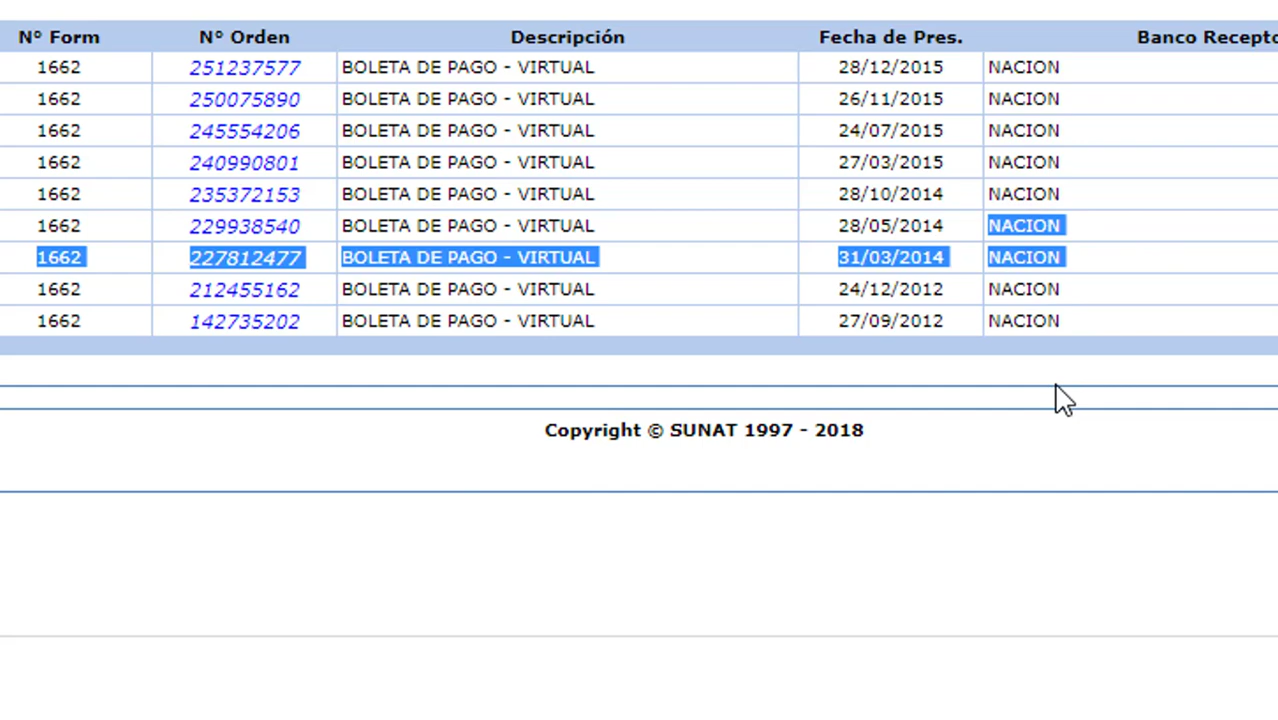 Nº Form Nº Orden Descripción Fecha de Pres. Banco Recepto
1662 251237577 BOLETA DE PAGO - VIRTUAL 28/12/2015 NACION
1662 250075890 BOLETA DE PAGO - VIRTUAL 26/11/2015 NACION
1662 245554206 BOLETA DE PAGO - VIRTUAL 24/07/2015 NACION
1662 240990801 BOLETA DE PAGO - VIRTUAL 27/03/2015 NACION
1662 235372153 BOLETA DE PAGO - VIRTUAL 28/10/2014 NACION
1662 229938540 BOLETA DE PAGO - VIRTUAL 28/05/2014 NACION
1662 227812477 BOLETA DE PAGO - VIRTUAL 31/03/2014 NACION
1662 212455162 BOLETA DE PAGO - VIRTUAL 24/12/2012 NACION
1662 142735202 BOLETA DE PAGO - VIRTUAL 27/09/2012 NACION
Copyright © SUNAT 1997 - 2018